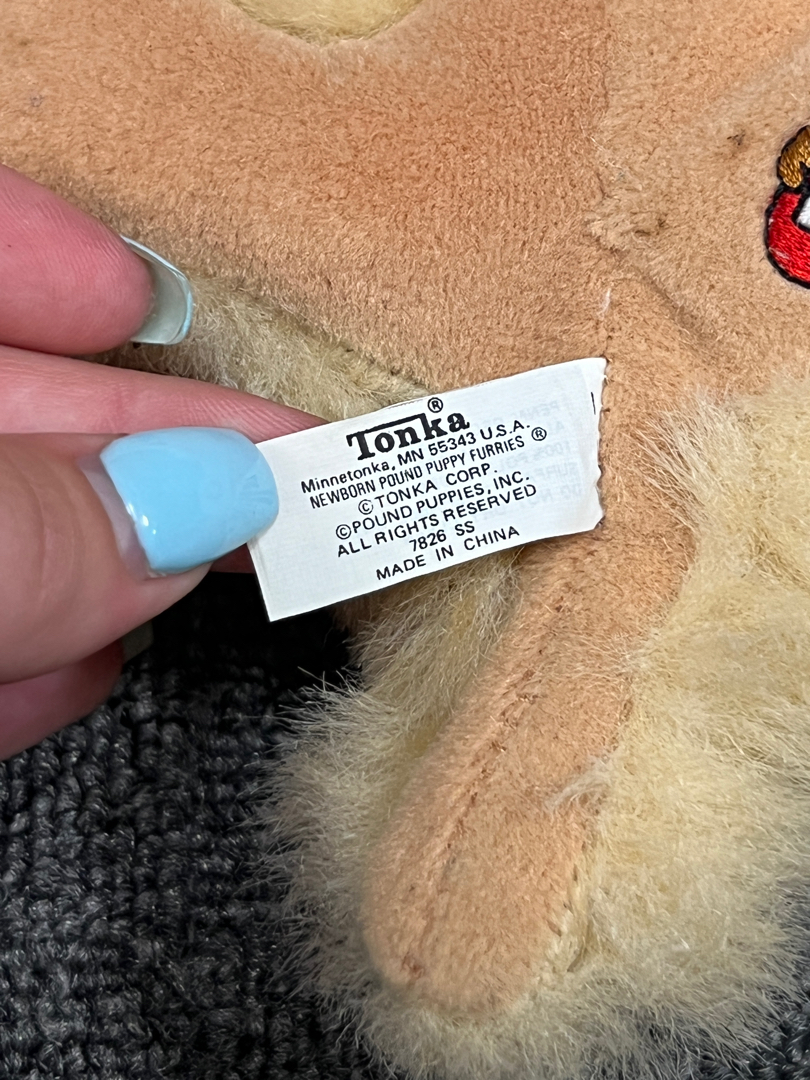 Tonka®
Minnetonka, MN 55343 U.S.A.
NEWBORN POUND PUPPY FURRIES ®
©TONKA CORP.
©POUND PUPPIES, INC.
ALL RIGHTS RESERVED
7826 SS
MADE IN CHINA